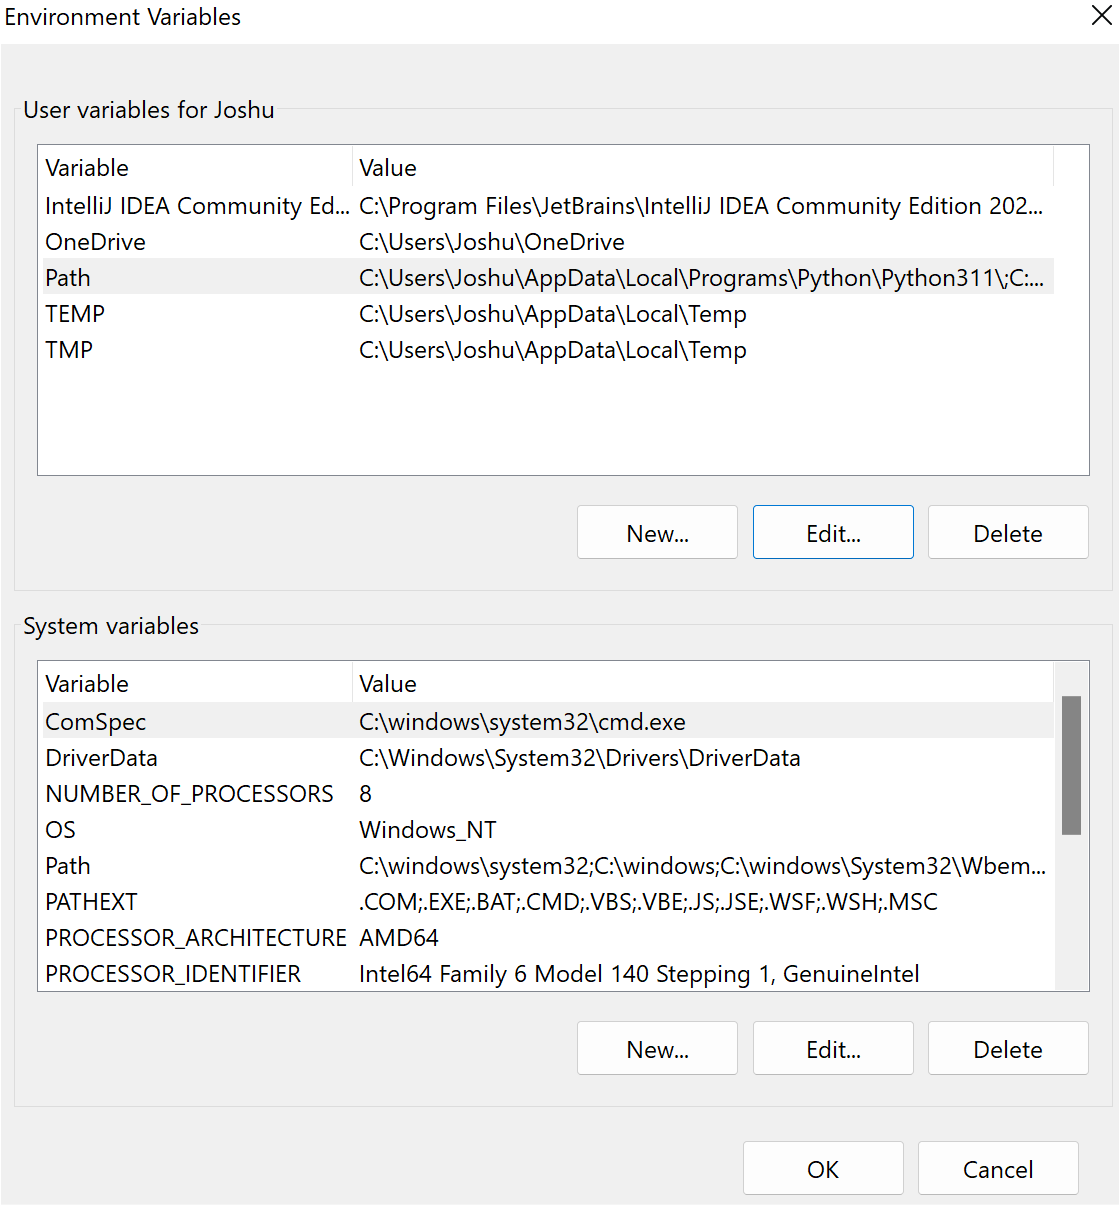 Environment Variables
User variables for Joshu
Variable Value
IntelliJ IDEA Community Ed... C:\Program Files\JetBrains\IntelliJ IDEA Community Edition 202...
OneDrive C:\Users\Joshu\OneDrive
Path C:\Users\Joshu\AppData\Local\Programs\Python\Python311\;C:...
TEMP C:\Users\Joshu\AppData\Local\Temp
TMP C:\Users\Joshu\AppData\Local\Temp
New... Edit... Delete
System variables
Variable Value
ComSpec C:\windows\system32\cmd.exe
DriverData C:\Windows\System32\Drivers\DriverData
NUMBER_OF_PROCESSORS 8
OS Windows_NT
Path C:\windows\system32;C:\windows;C:\windows\System32\Wbem...
PATHEXT .COM;.EXE;.BAT;.CMD;.VBS;.VBE;.JS;.JSE;.WSF;.WSH;.MSC
PROCESSOR_ARCHITECTURE AMD64
PROCESSOR_IDENTIFIER Intel64 Family 6 Model 140 Stepping 1, GenuineIntel
New... Edit... Delete
OK Cancel